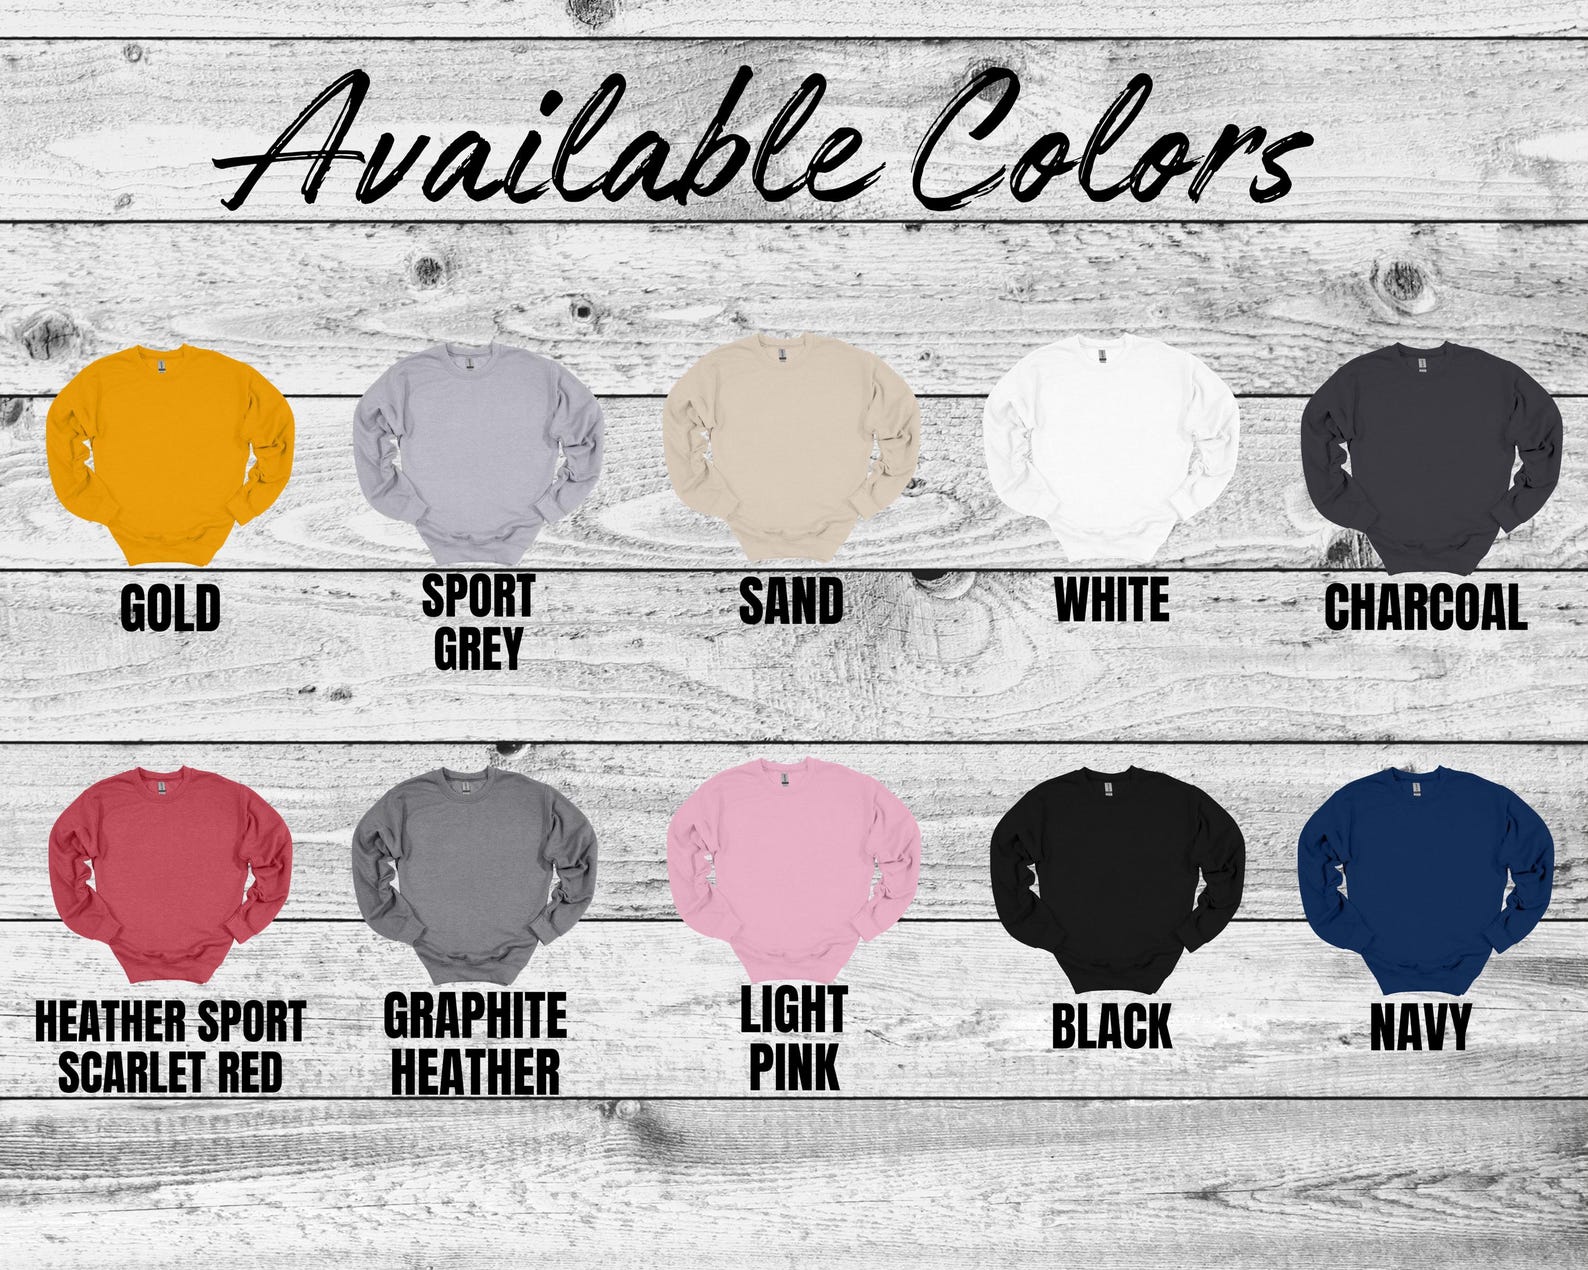 Available Colors
GOLD
SPORT
GREY
SAND
WHITE
CHARCOAL
HEATHER SPORT
SCARLET RED
GRAPHITE
HEATHER
LIGHT
PINK
BLACK
NAVY